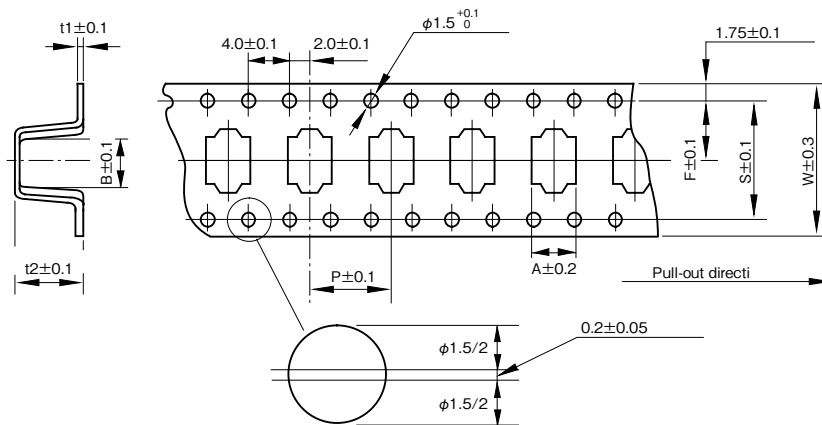 t1±0.1
4.0±0.1
2.0±0.1
φ1.5 +0.1 0
1.75±0.1
B±0.1
F±0.1
S±0.1
W±0.3
t2±0.1
P±0.1
A±0.2
Pull-out directi
φ1.5/2
0.2±0.05
φ1.5/2